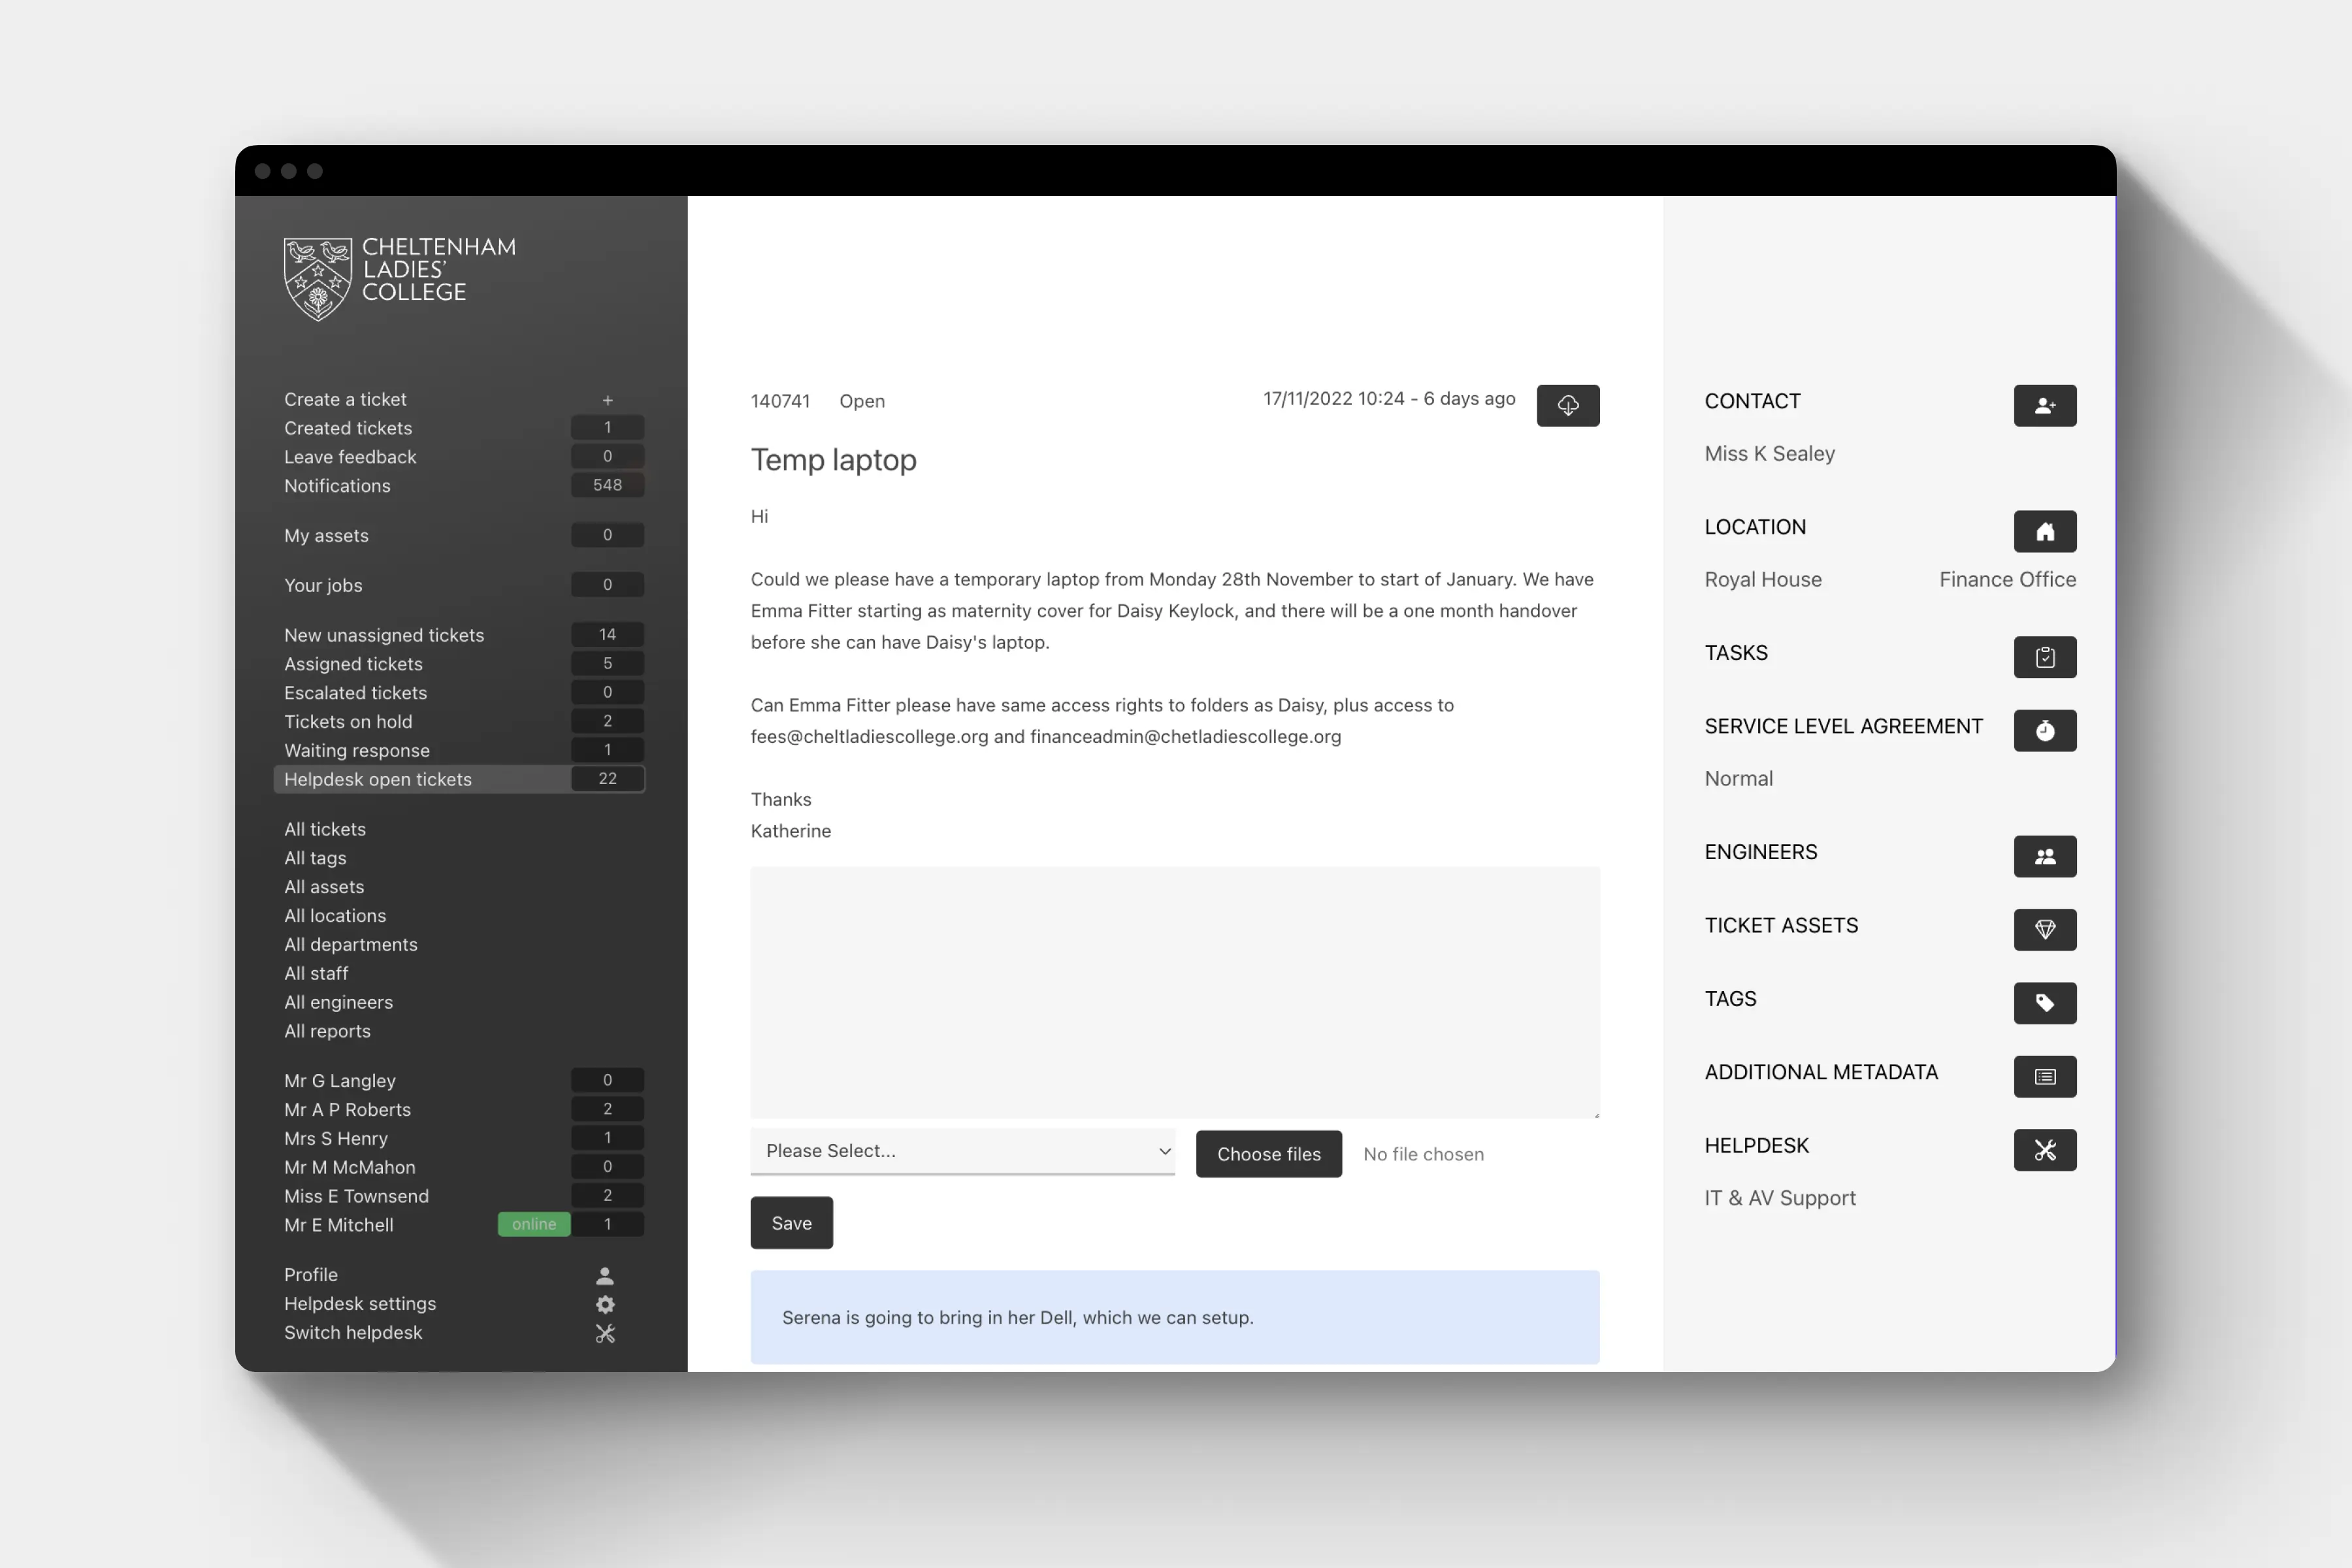 CHELTENHAM
LADIES'
COLLEGE
Create a ticket +
Created tickets 1
Leave feedback 0
Notifications 548
My assets 0
Your jobs 0
New unassigned tickets 14
Assigned tickets 5
Escalated tickets 0
Tickets on hold 2
Waiting response 1
Helpdesk open tickets 22
All tickets
All tags
All assets
All locations
All departments
All staff
All engineers
All reports
Mr G Langley 0
Mr A P Roberts 2
Mrs S Henry 1
Mr M McMahon 0
Miss E Townsend 2
Mr E Mitchell online 1
Profile
Helpdesk settings
Switch helpdesk
140741 Open 17/11/2022 10:24 - 6 days ago
Temp laptop
Hi
Could we please have a temporary laptop from Monday 28th November to start of January. We have
Emma Fitter starting as maternity cover for Daisy Keylock, and there will be a one month handover
before she can have Daisy's laptop.
Can Emma Fitter please have same access rights to folders as Daisy, plus access to
fees@cheltladiescollege.org and financeadmin@chetladiescollege.org
Thanks
Katherine
Please Select...
Choose files No file chosen
Save
Serena is going to bring in her Dell, which we can setup.
CONTACT
Miss K Sealey
LOCATION
Royal House Finance Office
TASKS
SERVICE LEVEL AGREEMENT
Normal
ENGINEERS
TICKET ASSETS
TAGS
ADDITIONAL METADATA
HELPDESK
IT & AV Support